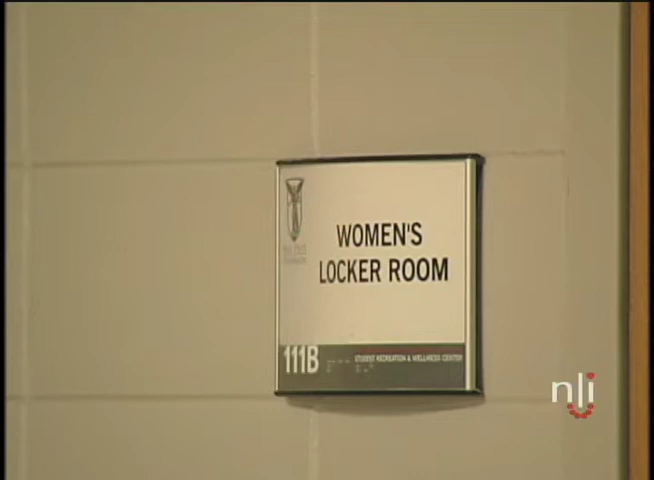 WOMEN'S
LOCKER ROOM
111B
STUDENT RECREATION & WELLNESS CENTER
nli